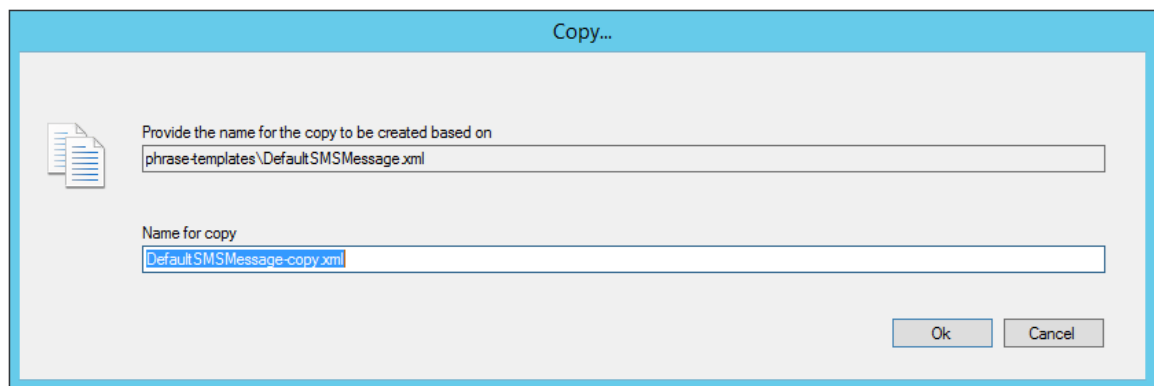 Copy...
Provide the name for the copy to be created based on
phrase-templates\DefaultSMSMessage.xml
Name for copy
DefaultSMSMessage-copy.xml
Ok Cancel